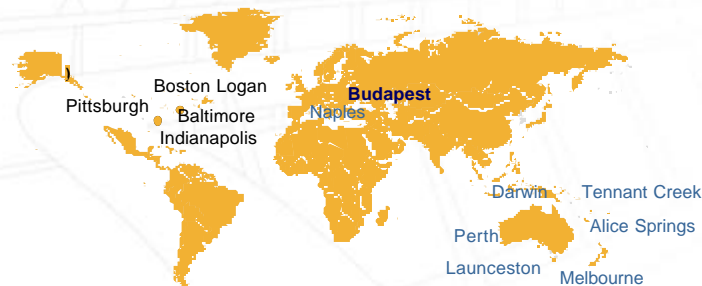 )
Boston Logan
Pittsburgh
Baltimore
Indianapolis
Budapest
Naples
Darwin
Tennant Creek
Alice Springs
Perth
Launceston
Melbourne